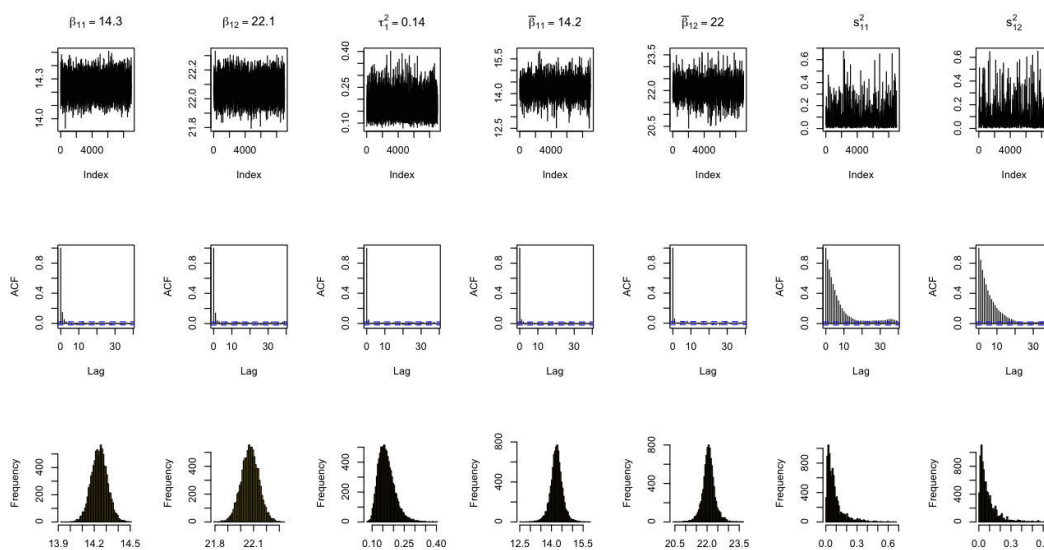 β11 = 14.3 β12 = 22.1 τ1² = 0.14 β̅11 = 14.2 β̅12 = 22 s²11 s²12
14.0 14.3 21.8 22.0 22.2 0.10 0.25 0.40 12.5 14.0 15.5 20.5 22.0 23.5 0.0 0.2 0.4 0.6 0.0 0.2 0.4 0.6
0 4000 0 4000 0 4000 0 4000 0 4000 0 4000 0 4000
Index Index Index Index Index Index Index
ACF ACF ACF ACF ACF ACF ACF
0.0 0.4 0.8 0.0 0.4 0.8 0.0 0.4 0.8 0.0 0.4 0.8 0.0 0.4 0.8 0.0 0.4 0.8 0.0 0.4 0.8
0 10 30 0 10 30 0 10 30 0 10 30 0 10 30 0 10 30 0 10 30
Lag Lag Lag Lag Lag Lag Lag
Frequency Frequency Frequency Frequency Frequency Frequency Frequency
0 200 400 0 200 400 0 200 400 0 200 500 0 400 800 0 400 800 0 400 800
13.9 14.2 14.5 21.8 22.1 0.10 0.25 0.40 12.5 14.0 15.5 20.5 22.0 23.5 0.0 0.3 0.6 0.0 0.3